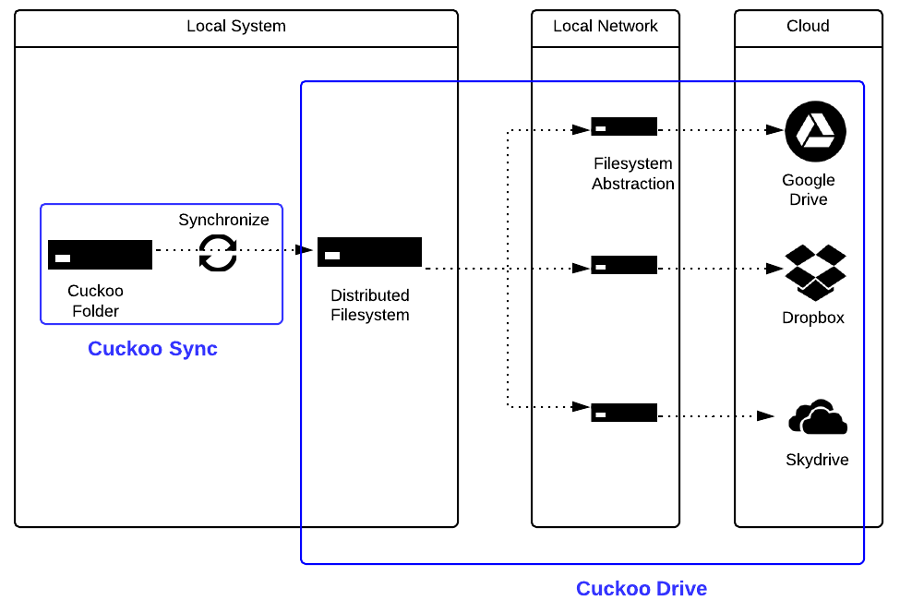 Local System
Local Network
Cloud
Synchronize
Cuckoo
Folder
Cuckoo Sync
Distributed
Filesystem
Filesystem
Abstraction
Google
Drive
Dropbox
Skydrive
Cuckoo Drive